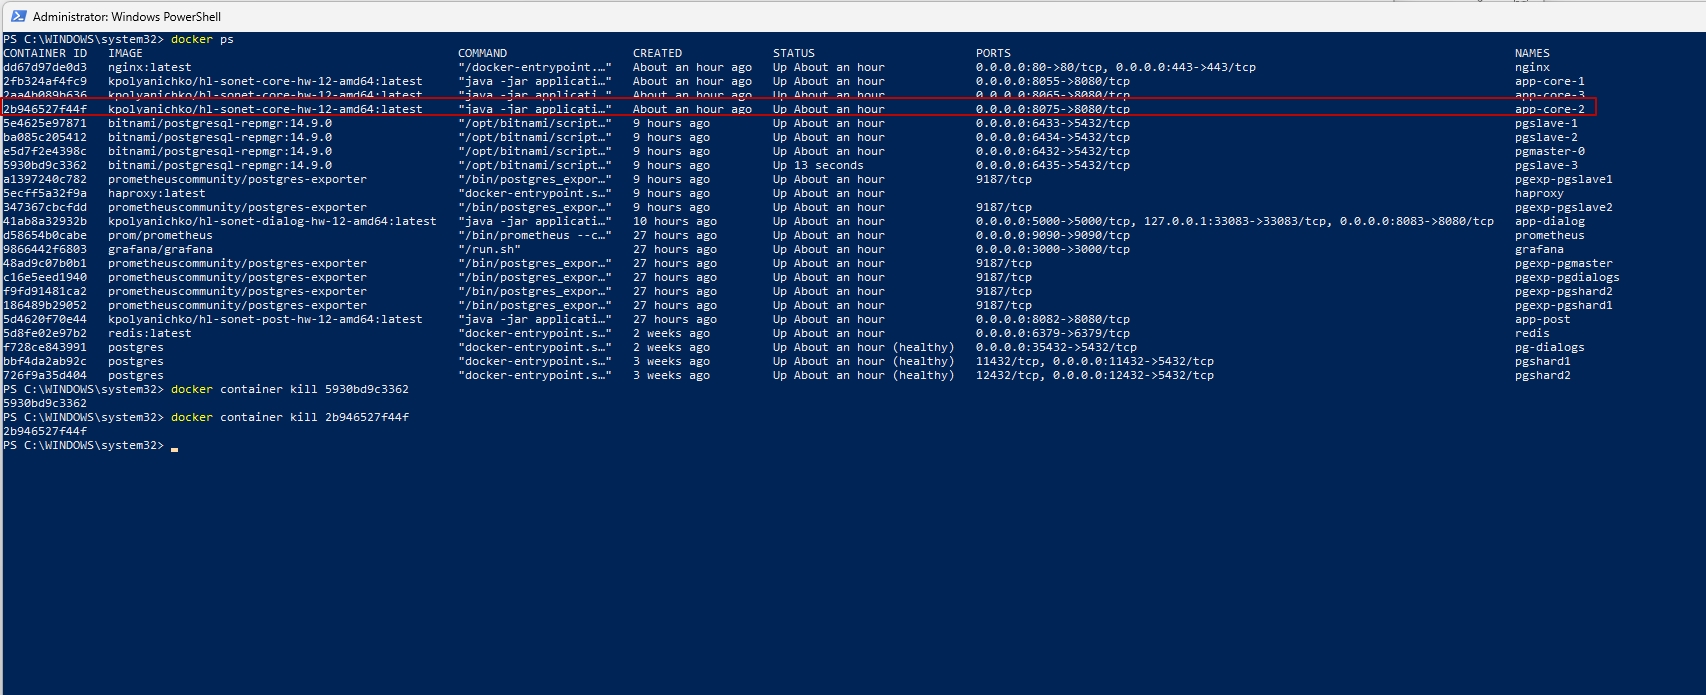 Administrator: Windows PowerShell
PS C:\WINDOWS\system32> docker ps
CONTAINER ID   IMAGE                                             COMMAND                  CREATED             STATUS                       PORTS                                                                      NAMES
dd67d97de0d3   nginx:latest                                      "/docker-entrypoint.…"   About an hour ago   Up About an hour             0.0.0.0:80->80/tcp, 0.0.0.0:443->443/tcp                                   nginx
2fb324af4fc9   kpolyanichko/hl-sonet-core-hw-12-amd64:latest     "java -jar applicati…"   About an hour ago   Up About an hour             0.0.0.0:8055->8080/tcp                                                     app-core-1
2aa4b089b636   kpolyanichko/hl-sonet-core-hw-12-amd64:latest     "java -jar applicati…"   About an hour ago   Up About an hour             0.0.0.0:8065->8080/tcp                                                     app-core-3
2b946527f44f   kpolyanichko/hl-sonet-core-hw-12-amd64:latest     "java -jar applicati…"   About an hour ago   Up About an hour             0.0.0.0:8075->8080/tcp                                                     app-core-2
5e4625e97871   bitnami/postgresql-repmgr:14.9.0                  "/opt/bitnami/script…"   9 hours ago         Up About an hour             0.0.0.0:6433->5432/tcp                                                     pgslave-1
ba085c205412   bitnami/postgresql-repmgr:14.9.0                  "/opt/bitnami/script…"   9 hours ago         Up About an hour             0.0.0.0:6434->5432/tcp                                                     pgslave-2
e5d7f2e4398c   bitnami/postgresql-repmgr:14.9.0                  "/opt/bitnami/script…"   9 hours ago         Up About an hour             0.0.0.0:6432->5432/tcp                                                     pgmaster-0
5930bd9c3362   bitnami/postgresql-repmgr:14.9.0                  "/opt/bitnami/script…"   9 hours ago         Up 13 seconds                0.0.0.0:6435->5432/tcp                                                     pgslave-3
a1397240c782   prometheuscommunity/postgres-exporter             "/bin/postgres_expor…"   9 hours ago         Up About an hour             9187/tcp                                                                   pgexp-pgslave1
5ecff5a32f9a   haproxy:latest                                    "docker-entrypoint.s…"   9 hours ago         Up About an hour                                                                                        haproxy
347367cbcfdd   prometheuscommunity/postgres-exporter             "/bin/postgres_expor…"   9 hours ago         Up About an hour             9187/tcp                                                                   pgexp-pgslave2
41ab8a32932b   kpolyanichko/hl-sonet-dialog-hw-12-amd64:latest   "java -jar applicati…"   10 hours ago        Up About an hour             0.0.0.0:5000->5000/tcp, 127.0.0.1:33083->33083/tcp, 0.0.0.0:8083->8080/tcp   app-dialog
d58654b0cabe   prom/prometheus                                   "/bin/prometheus --c…"   27 hours ago        Up About an hour             0.0.0.0:9090->9090/tcp                                                     prometheus
9866442f6803   grafana/grafana                                   "/run.sh"                27 hours ago        Up About an hour             0.0.0.0:3000->3000/tcp                                                     grafana
48ad9c07b0b1   prometheuscommunity/postgres-exporter             "/bin/postgres_expor…"   27 hours ago        Up About an hour             9187/tcp                                                                   pgexp-pgmaster
c16e5eed1940   prometheuscommunity/postgres-exporter             "/bin/postgres_expor…"   27 hours ago        Up About an hour             9187/tcp                                                                   pgexp-pgdialogs
f9fd91481ca2   prometheuscommunity/postgres-exporter             "/bin/postgres_expor…"   27 hours ago        Up About an hour             9187/tcp                                                                   pgexp-pgshard2
186489b29052   prometheuscommunity/postgres-exporter             "/bin/postgres_expor…"   27 hours ago        Up About an hour             9187/tcp                                                                   pgexp-pgshard1
5d4620f70e44   kpolyanichko/hl-sonet-post-hw-12-amd64:latest     "java -jar applicati…"   27 hours ago        Up About an hour             0.0.0.0:8082->8080/tcp                                                     app-post
5d8fe02e97b2   redis:latest                                      "docker-entrypoint.s…"   2 weeks ago         Up About an hour             0.0.0.0:6379->6379/tcp                                                     redis
f728ce843991   postgres                                          "docker-entrypoint.s…"   2 weeks ago         Up About an hour (healthy)   0.0.0.0:35432->5432/tcp                                                    pg-dialogs
bbf4da2ab92c   postgres                                          "docker-entrypoint.s…"   3 weeks ago         Up About an hour (healthy)   11432/tcp, 0.0.0.0:11432->5432/tcp                                         pgshard1
726f9a35d404   postgres                                          "docker-entrypoint.s…"   3 weeks ago         Up About an hour (healthy)   12432/tcp, 0.0.0.0:12432->5432/tcp                                         pgshard2
PS C:\WINDOWS\system32> docker container kill 5930bd9c3362
5930bd9c3362
PS C:\WINDOWS\system32> docker container kill 2b946527f44f
2b946527f44f
PS C:\WINDOWS\system32>